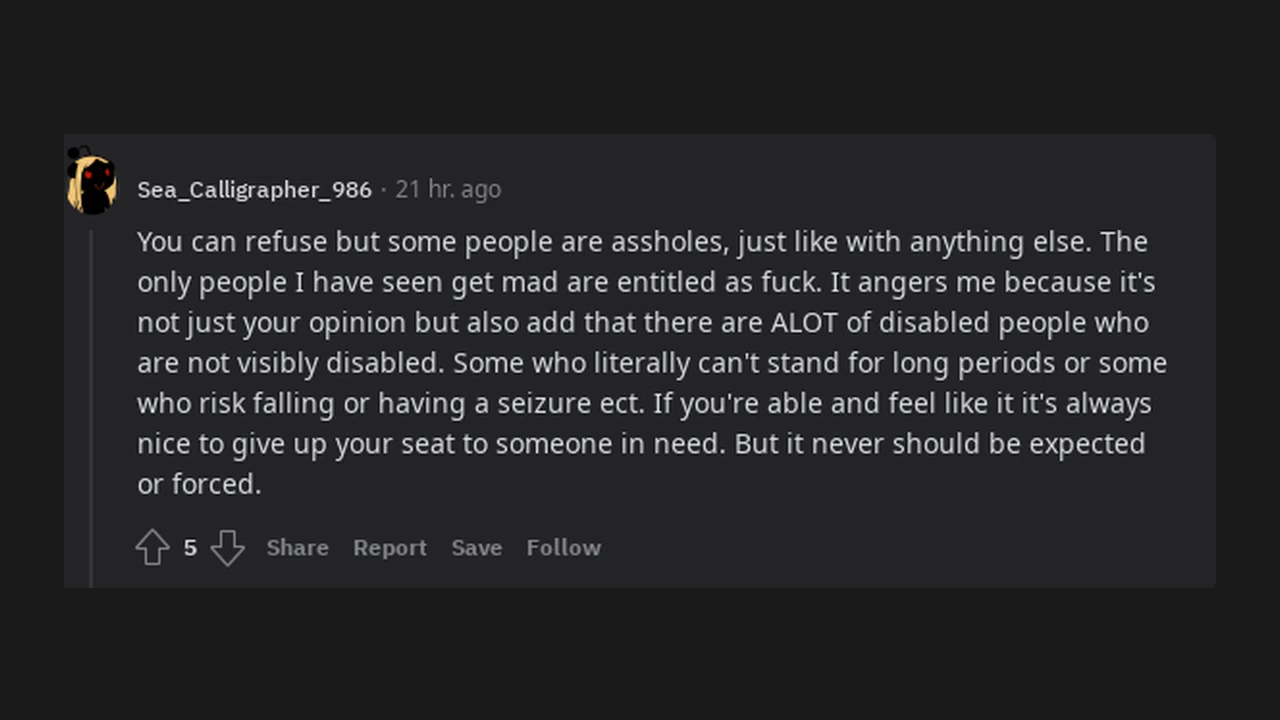 Sea_Calligrapher_986 · 21 hr. ago
You can refuse but some people are assholes, just like with anything else. The
only people I have seen get mad are entitled as fuck. It angers me because it's
not just your opinion but also add that there are ALOT of disabled people who
are not visibly disabled. Some who literally can't stand for long periods or some
who risk falling or having a seizure ect. If you're able and feel like it it's always
nice to give up your seat to someone in need. But it never should be expected
or forced.
5 Share Report Save Follow